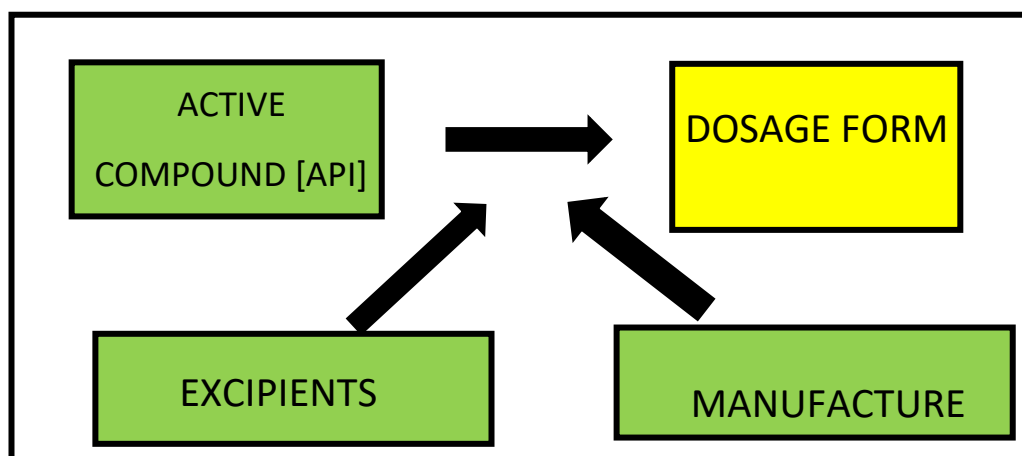 ACTIVE
COMPOUND [API]
DOSAGE FORM
EXCIPIENTS
MANUFACTURE